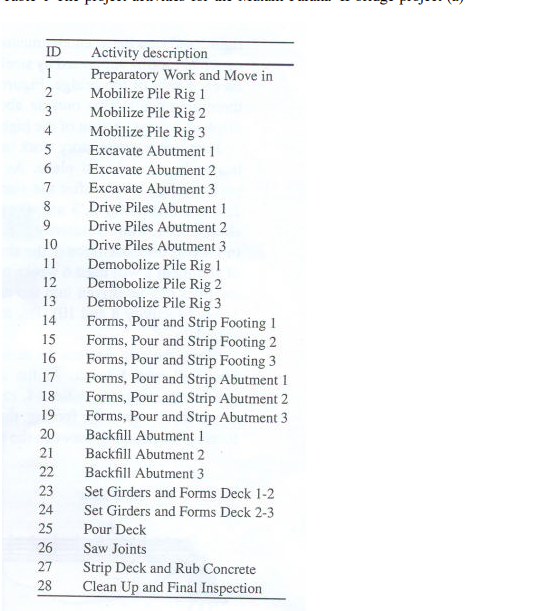 ID Activity description
1 Preparatory Work and Move in
2 Mobilize Pile Rig 1
3 Mobilize Pile Rig 2
4 Mobilize Pile Rig 3
5 Excavate Abutment 1
6 Excavate Abutment 2
7 Excavate Abutment 3
8 Drive Piles Abutment 1
9 Drive Piles Abutment 2
10 Drive Piles Abutment 3
11 Demobolize Pile Rig 1
12 Demobolize Pile Rig 2
13 Demobolize Pile Rig 3
14 Forms, Pour and Strip Footing 1
15 Forms, Pour and Strip Footing 2
16 Forms, Pour and Strip Footing 3
17 Forms, Pour and Strip Abutment 1
18 Forms, Pour and Strip Abutment 2
19 Forms, Pour and Strip Abutment 3
20 Backfill Abutment 1
21 Backfill Abutment 2
22 Backfill Abutment 3
23 Set Girders and Forms Deck 1-2
24 Set Girders and Forms Deck 2-3
25 Pour Deck
26 Saw Joints
27 Strip Deck and Rub Concrete
28 Clean Up and Final Inspection